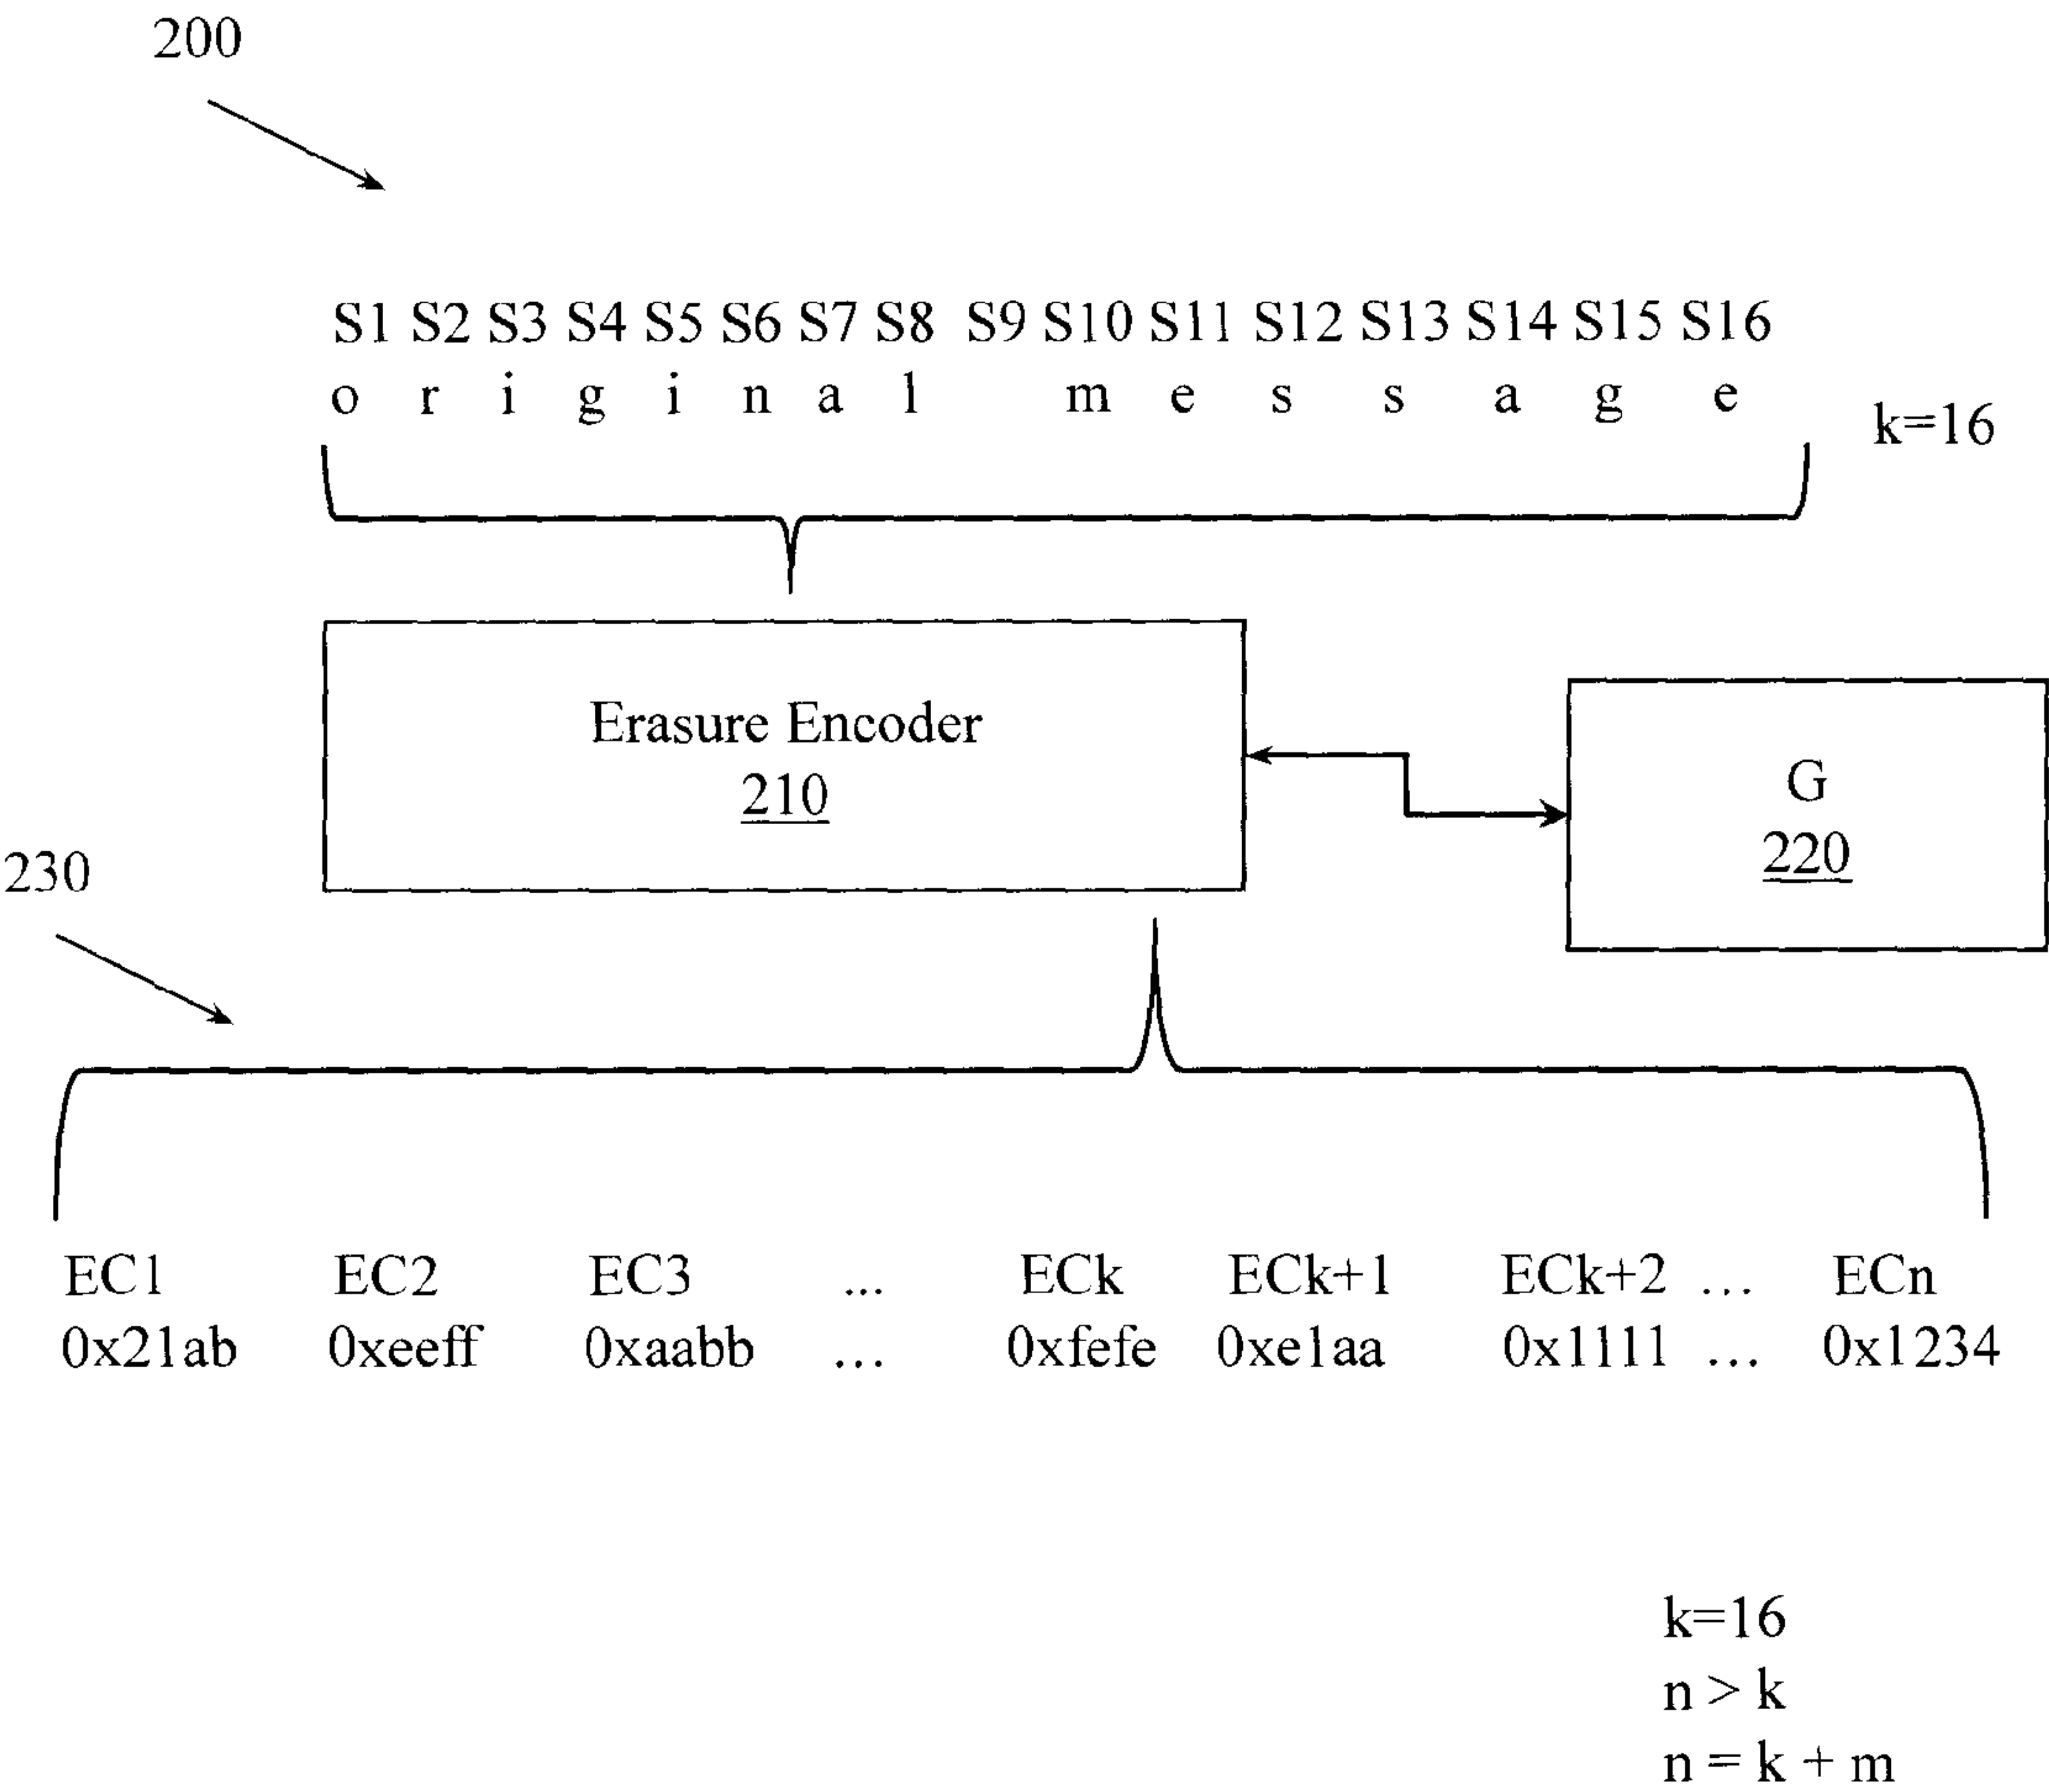 200
S1 S2 S3 S4 S5 S6 S7 S8 S9 S10 S11 S12 S13 S14 S15 S16
o r i g i n a l m e s s a g e
k=16
Erasure Encoder
210
G
220
230
EC1 EC2 EC3 ... ECk ECk+1 ECk+2 ... ECn
0x21ab 0xeeff 0xaabb ... 0xfefe 0xe1aa 0x1111 ... 0x1234
k=16
n > k
n = k + m